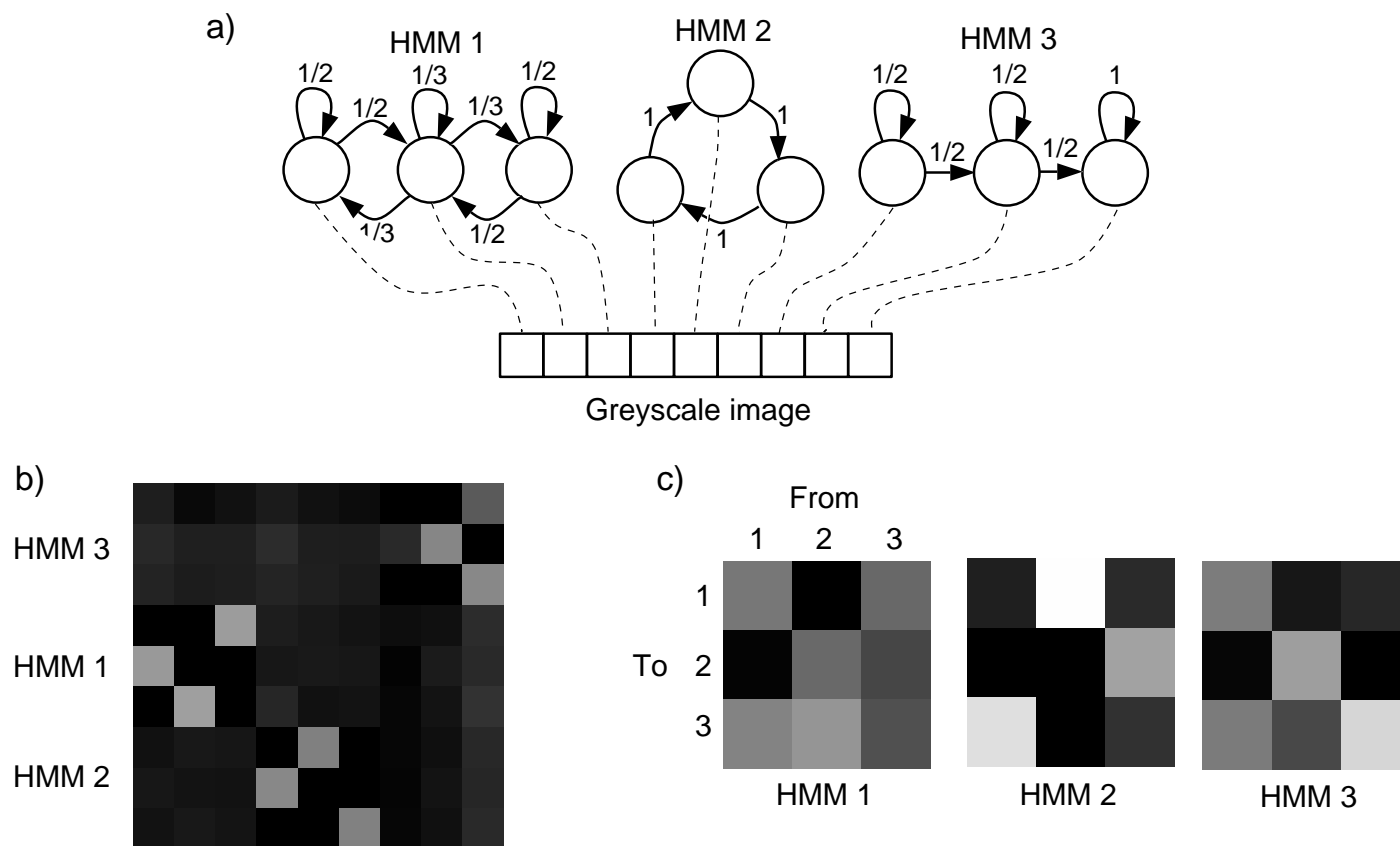 a)
HMM 1
HMM 2
HMM 3
1/2
1/3
1/2
1/2
1/3
1/3
1/2
1
1
1
1/2
1/2
1
1/2
1/2
Greyscale image
b)
HMM 3
HMM 1
HMM 2
c)
From
1 2 3
1
To 2
3
HMM 1
HMM 2
HMM 3